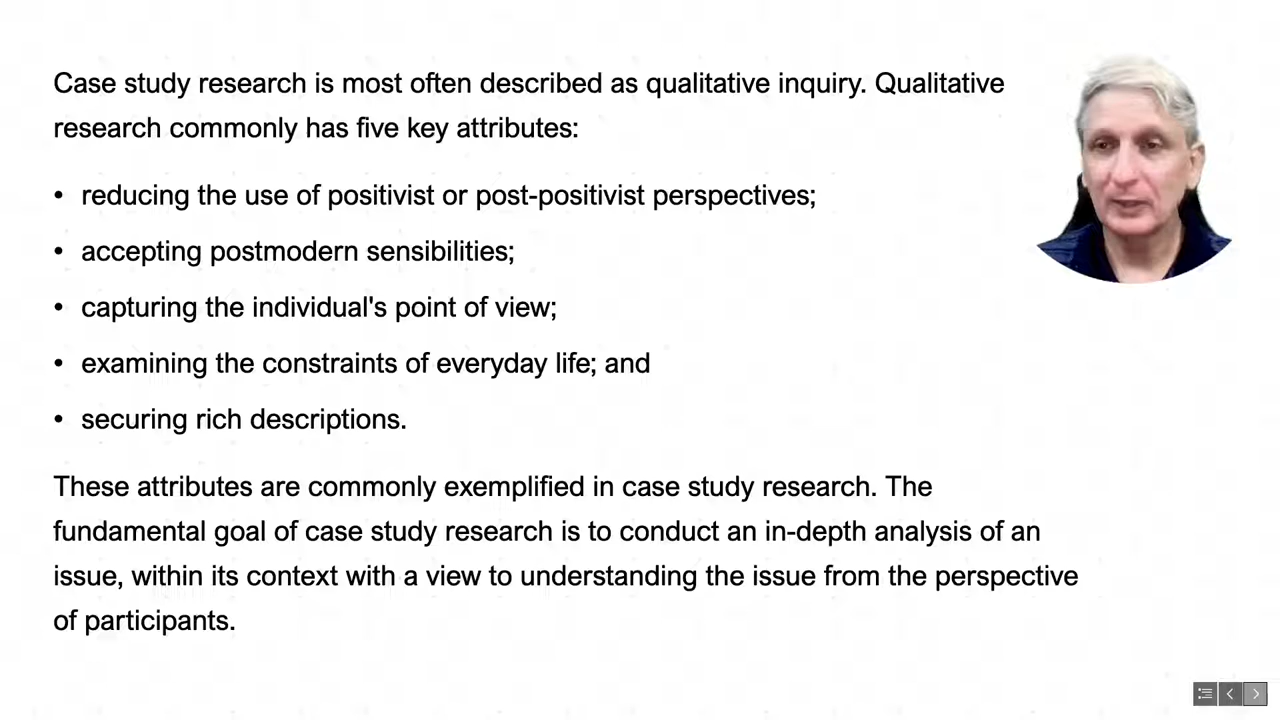 Case study research is most often described as qualitative inquiry. Qualitative
research commonly has five key attributes:
• reducing the use of positivist or post-positivist perspectives;
• accepting postmodern sensibilities;
• capturing the individual's point of view;
• examining the constraints of everyday life; and
• securing rich descriptions.
These attributes are commonly exemplified in case study research. The
fundamental goal of case study research is to conduct an in-depth analysis of an
issue, within its context with a view to understanding the issue from the perspective
of participants.